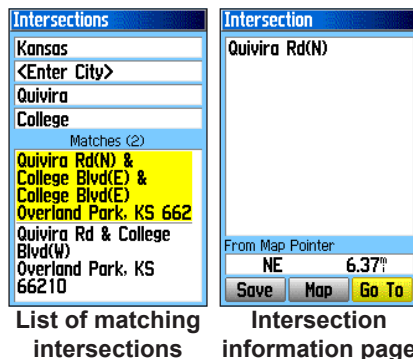 Intersections
Kansas
<Enter City>
Quivira
College
Matches (2)
Quivira Rd(N) &
College Blvd(E) &
College Blvd(E)
Overland Park, KS 662
Quivira Rd & College
Blvd(W)
Overland Park, KS
66210
List of matching
intersections
Intersection
Quivira Rd(N)
From Map Pointer
NE 6.37m
Save Map Go To
Intersection
information page